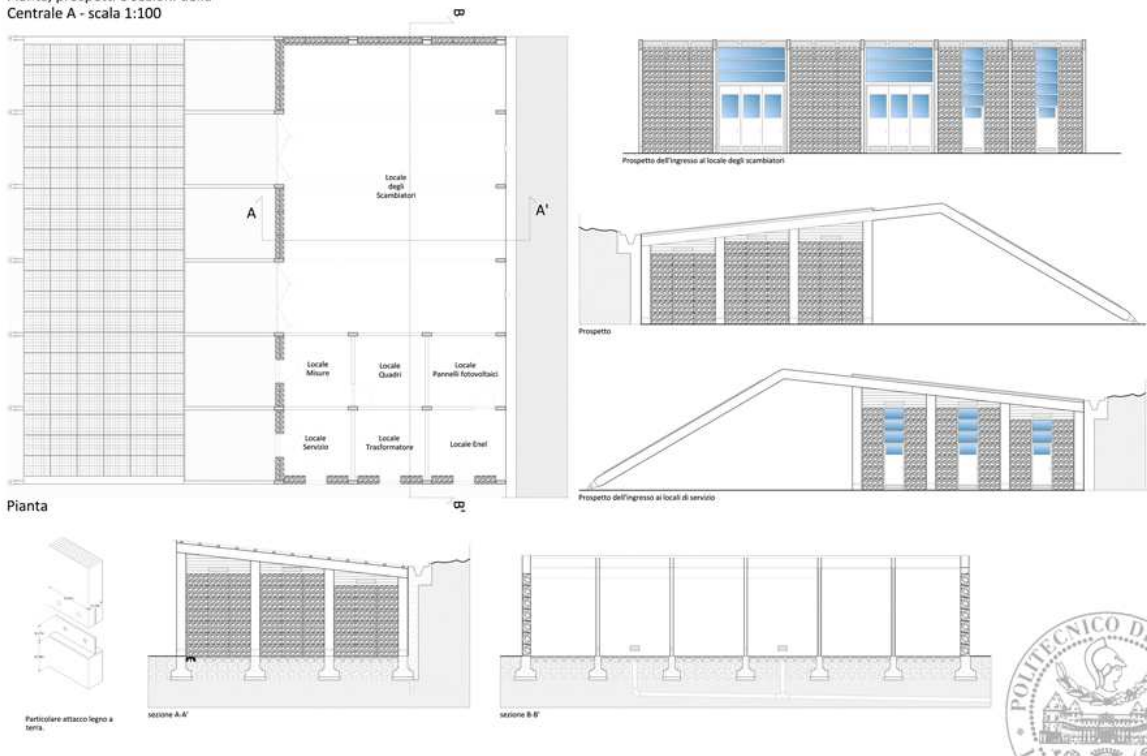 Centrale A - scala 1:100
B
Locale
degli
Scambiatori
A
A'
Locale
Misure
Locale
Quadri
Locale
Pannelli fotovoltaici
Locale
Servizio
Locale
Trasformatore
Locale Enel
B'
Pianta
Prospetto dell'ingresso al locale degli scambiatori
Prospetto
Prospetto dell'ingresso ai locali di servizio
Particolare attacco legno a
terra.
sezione A-A'
sezione B-B'
POLITECNICO D